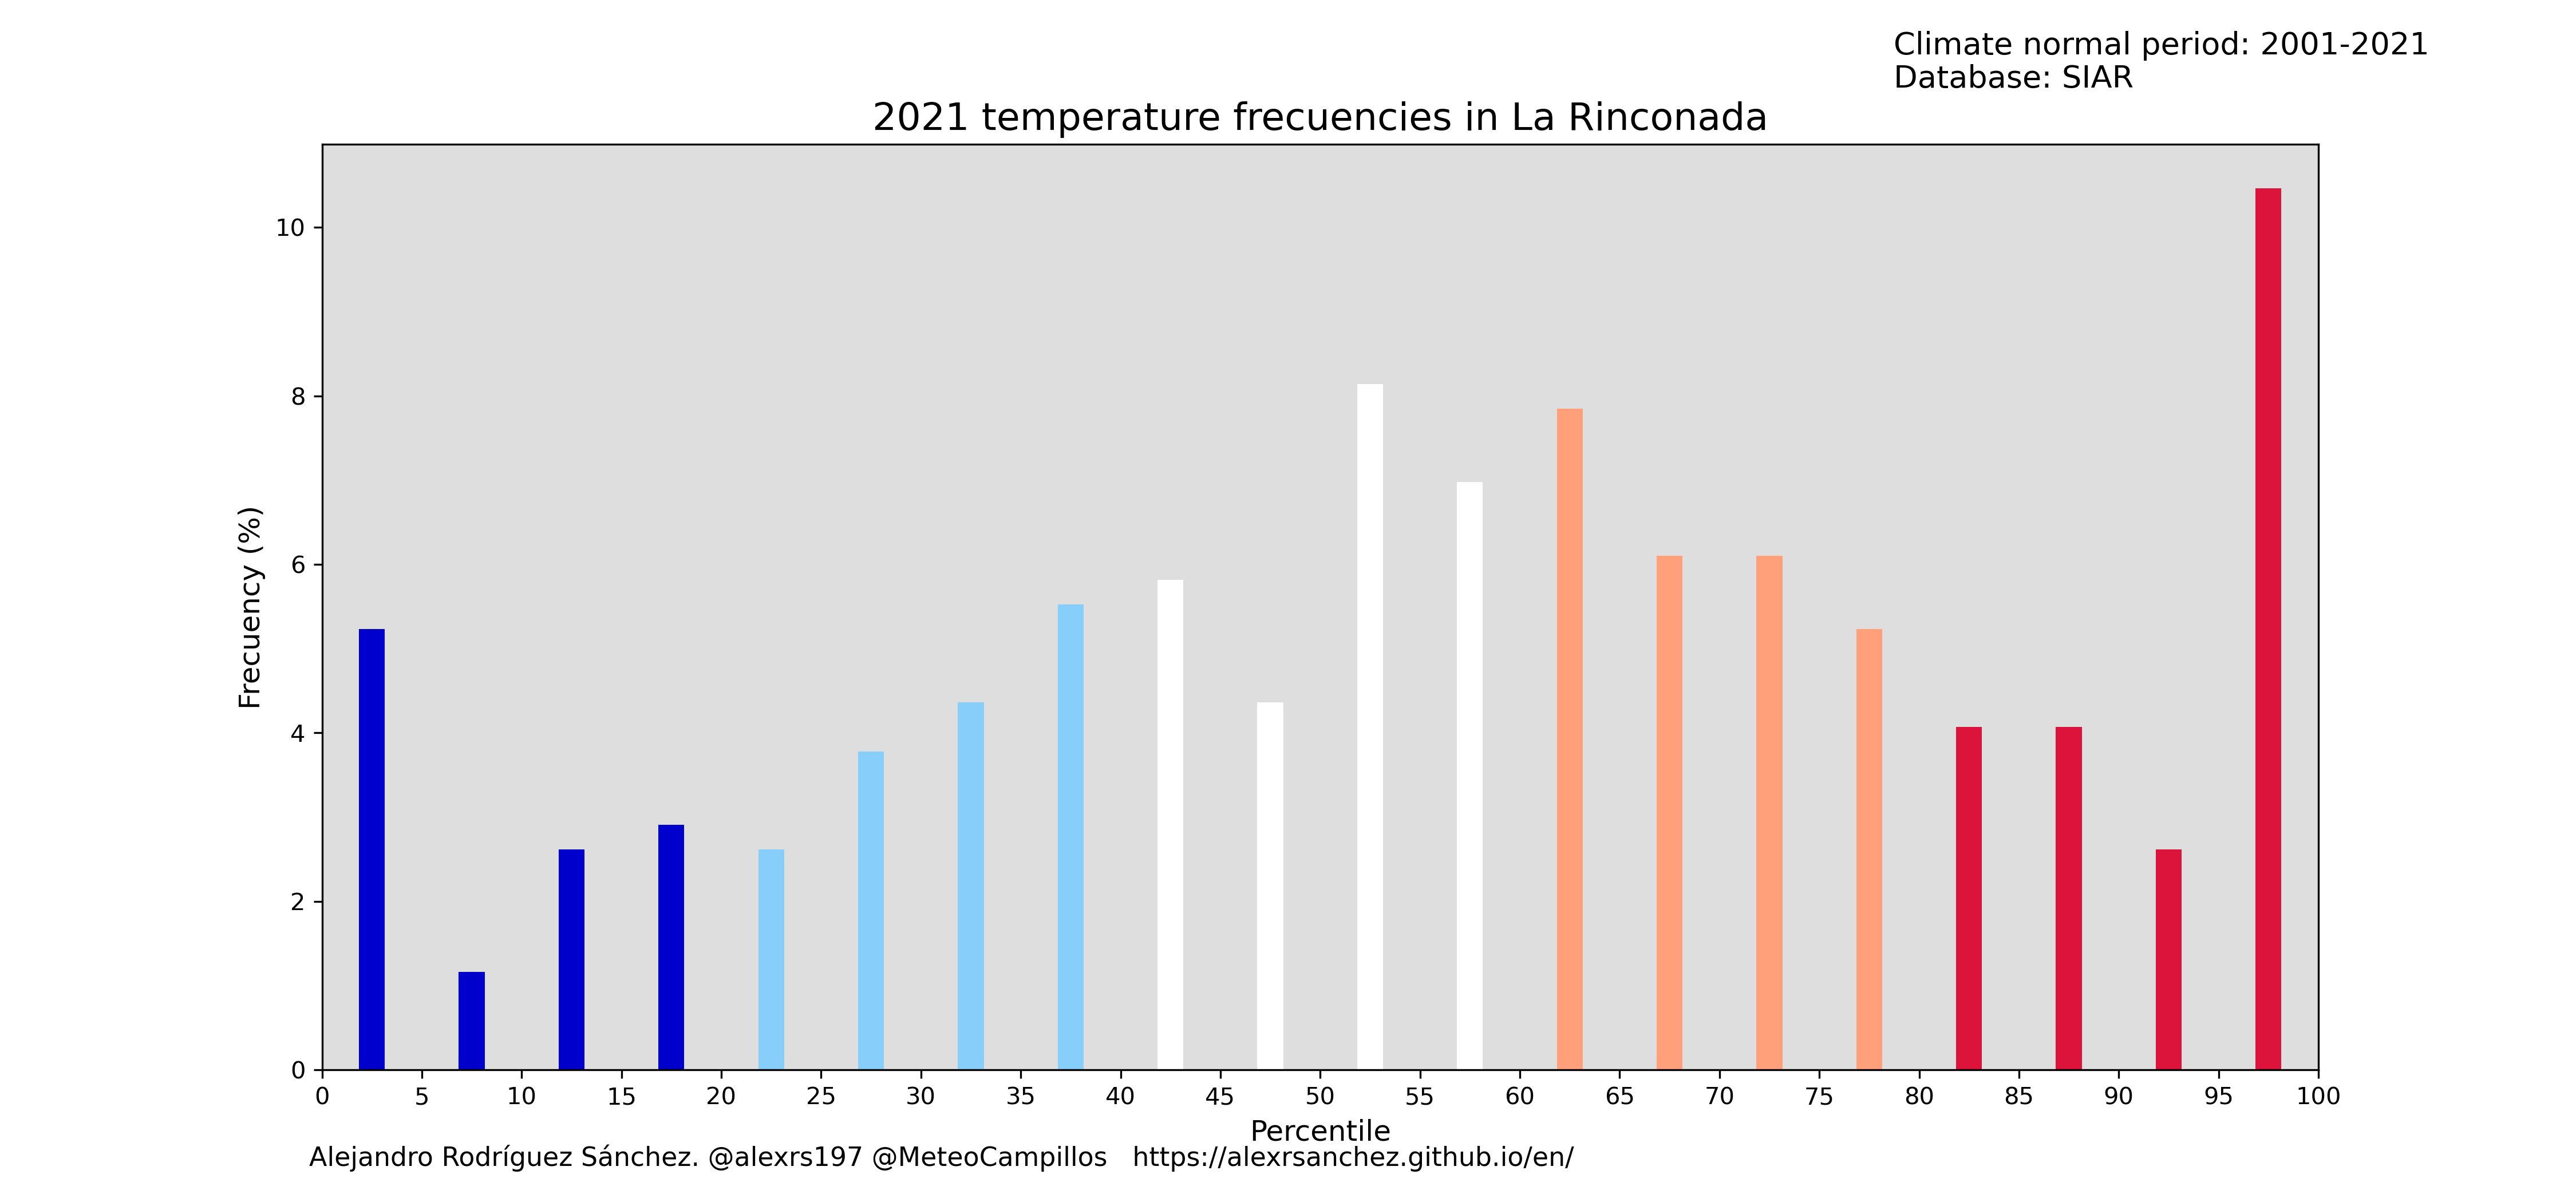 Climate normal period: 2001-2021
Database: SIAR
2021 temperature frecuencies in La Rinconada
Frecuency (%)
10
8
6
4
2
0
0 5 10 15 20 25 30 35 40 45 50 55 60 65 70 75 80 85 90 95 100
Percentile
Alejandro Rodríguez Sánchez. @alexrs197 @MeteoCampillos https://alexrsanchez.github.io/en/